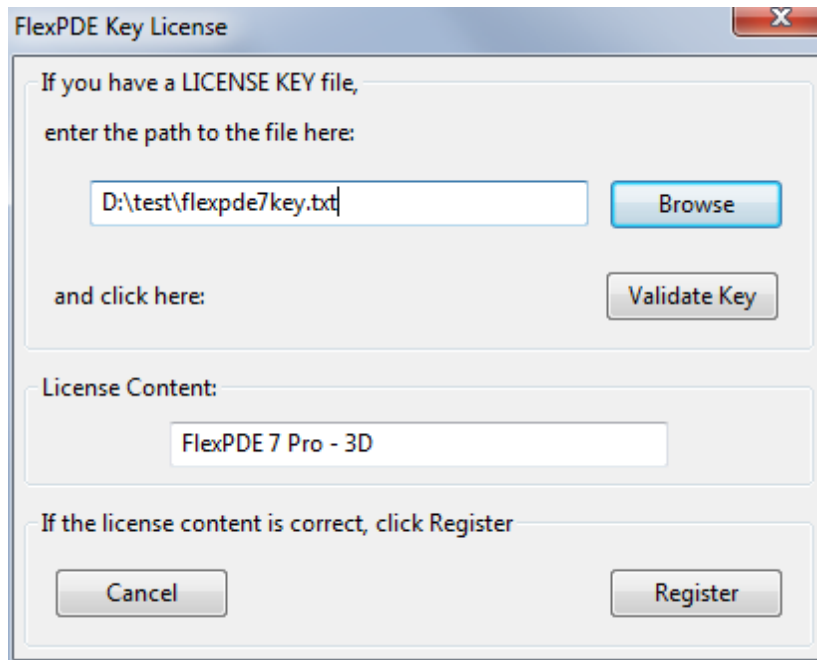 FlexPDE Key License
If you have a LICENSE KEY file,
enter the path to the file here:
D:\test\flexpde7key.txt
Browse
and click here:
Validate Key
License Content:
FlexPDE 7 Pro - 3D
If the license content is correct, click Register
Cancel
Register